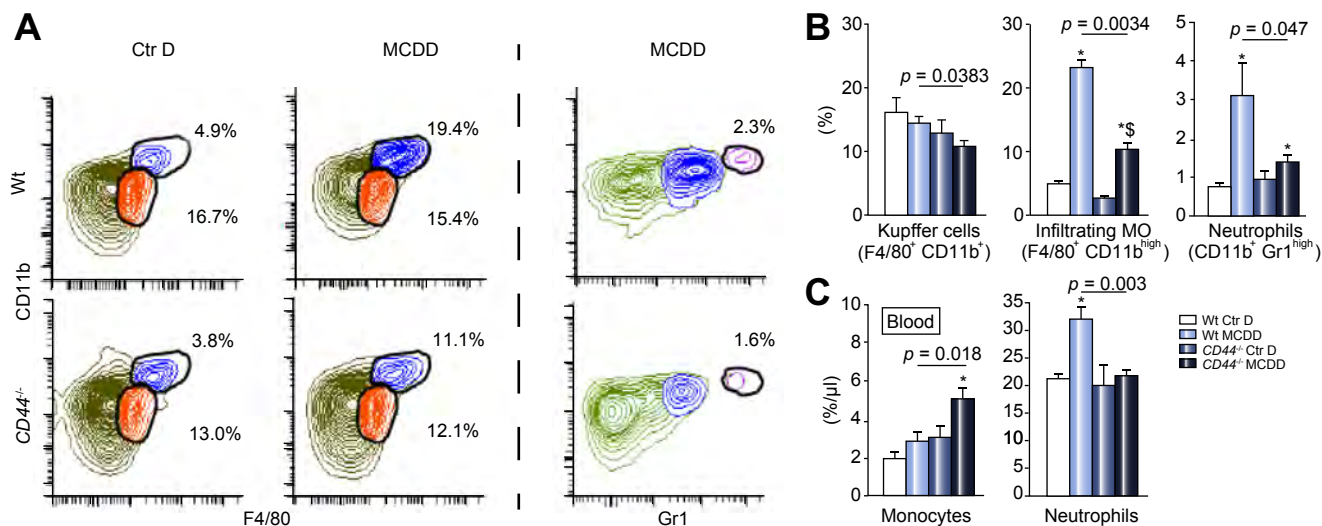 A
Ctr D
MCDD
MCDD
Wt
CD44-/-
CD11b
4.9%
16.7%
19.4%
15.4%
2.3%
3.8%
13.0%
11.1%
12.1%
1.6%
F4/80
Gr1
B
(%)
30
20
10
0
p = 0.0383
Kupffer cells
(F4/80+ CD11b+)
30
20
10
0
p = 0.0034
*
*$
Infiltrating MO
(F4/80+ CD11bhigh)
5
4
3
2
1
0
p = 0.047
*
*
Neutrophils
(CD11b+ Gr1high)
C
Blood
(%/µl)
10
8
6
4
2
0
p = 0.018
*
Monocytes
35
30
25
20
15
10
5
0
p = 0.003
*
Neutrophils
Wt Ctr D
Wt MCDD
CD44-/- Ctr D
CD44-/- MCDD